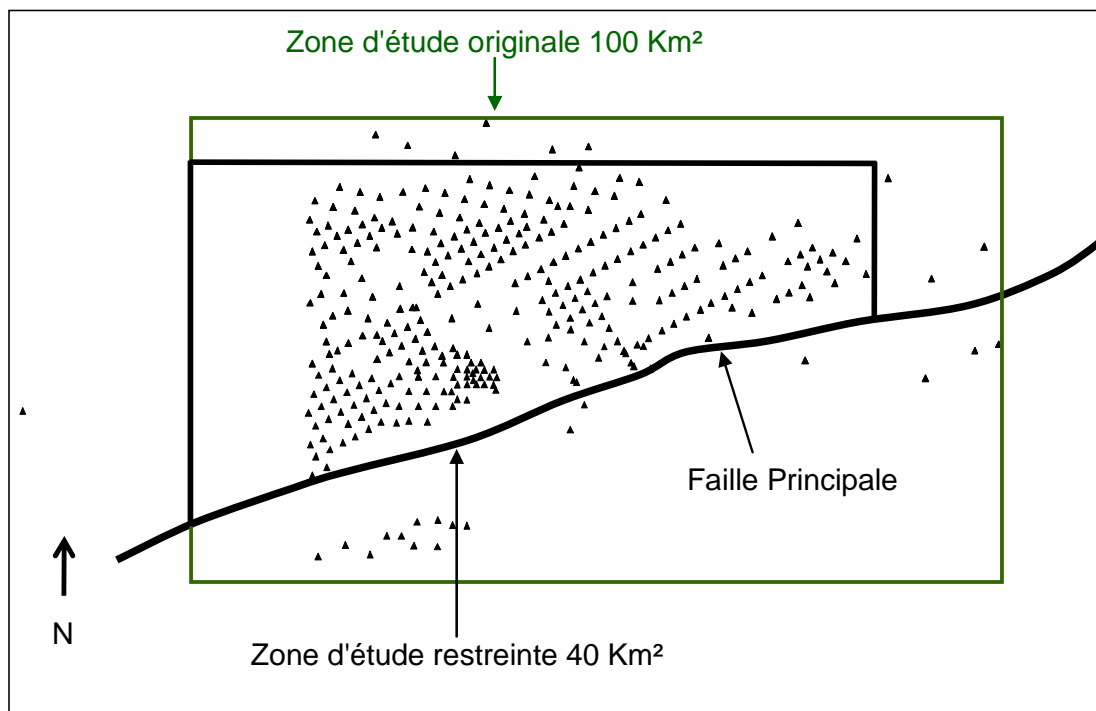 Zone d'étude originale 100 Km²
Faille Principale
N
Zone d'étude restreinte 40 Km²